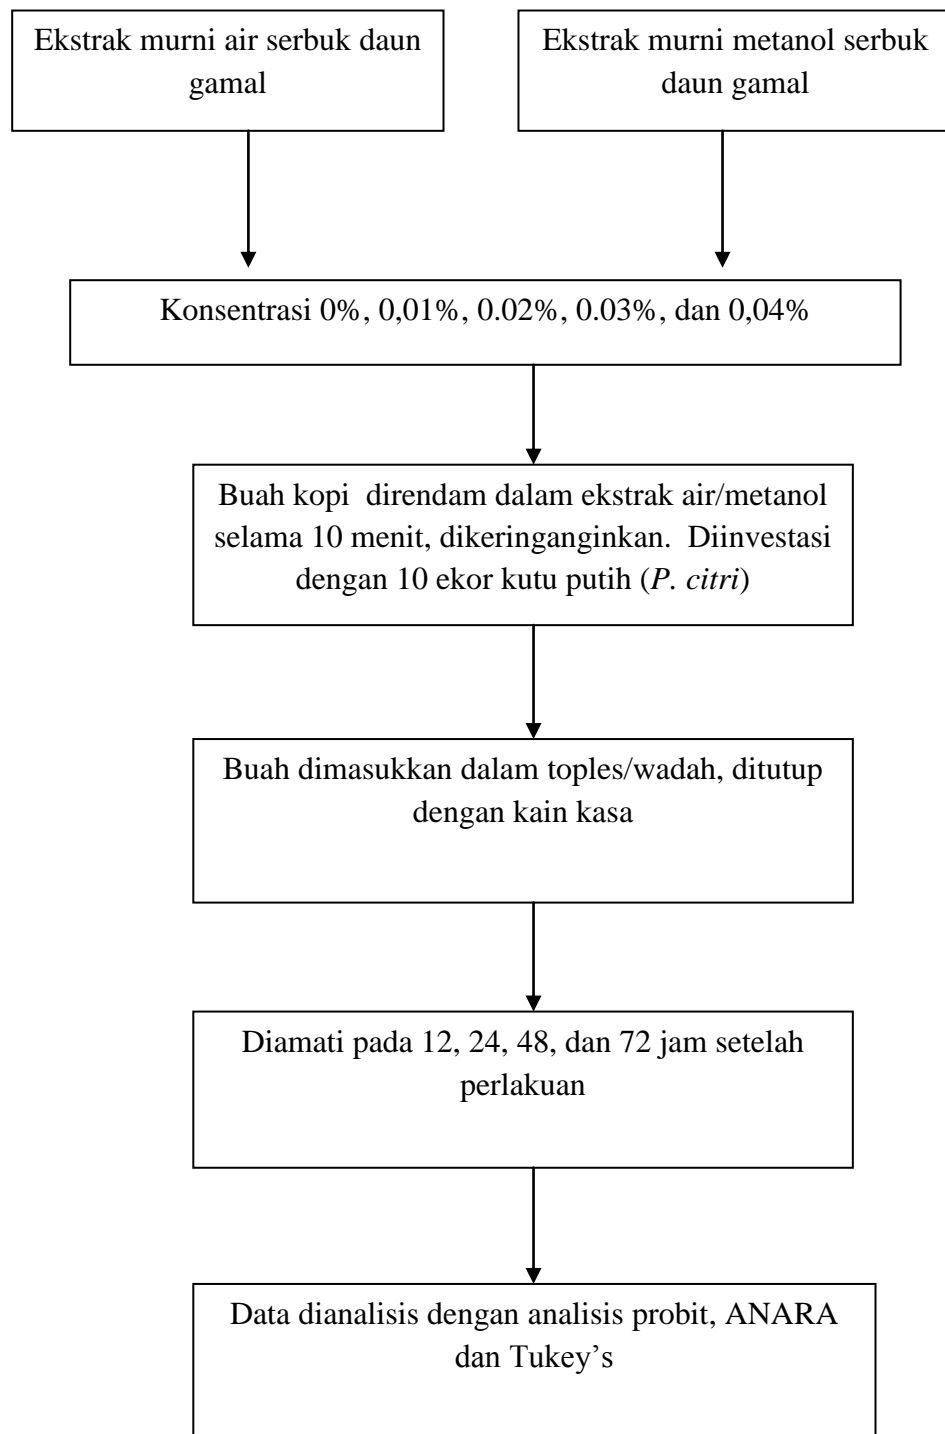 Ekstrak murni air serbuk daun
gamal
Ekstrak murni metanol serbuk
daun gamal
Konsentrasi 0%, 0,01%, 0.02%, 0.03%, dan 0,04%
Buah kopi  direndam dalam ekstrak air/metanol
selama 10 menit, dikeringanginkan.  Diinvestasi
dengan 10 ekor kutu putih (P. citri)
Buah dimasukkan dalam toples/wadah, ditutup
dengan kain kasa
Diamati pada 12, 24, 48, dan 72 jam setelah
perlakuan
Data dianalisis dengan analisis probit, ANARA
dan Tukey’s